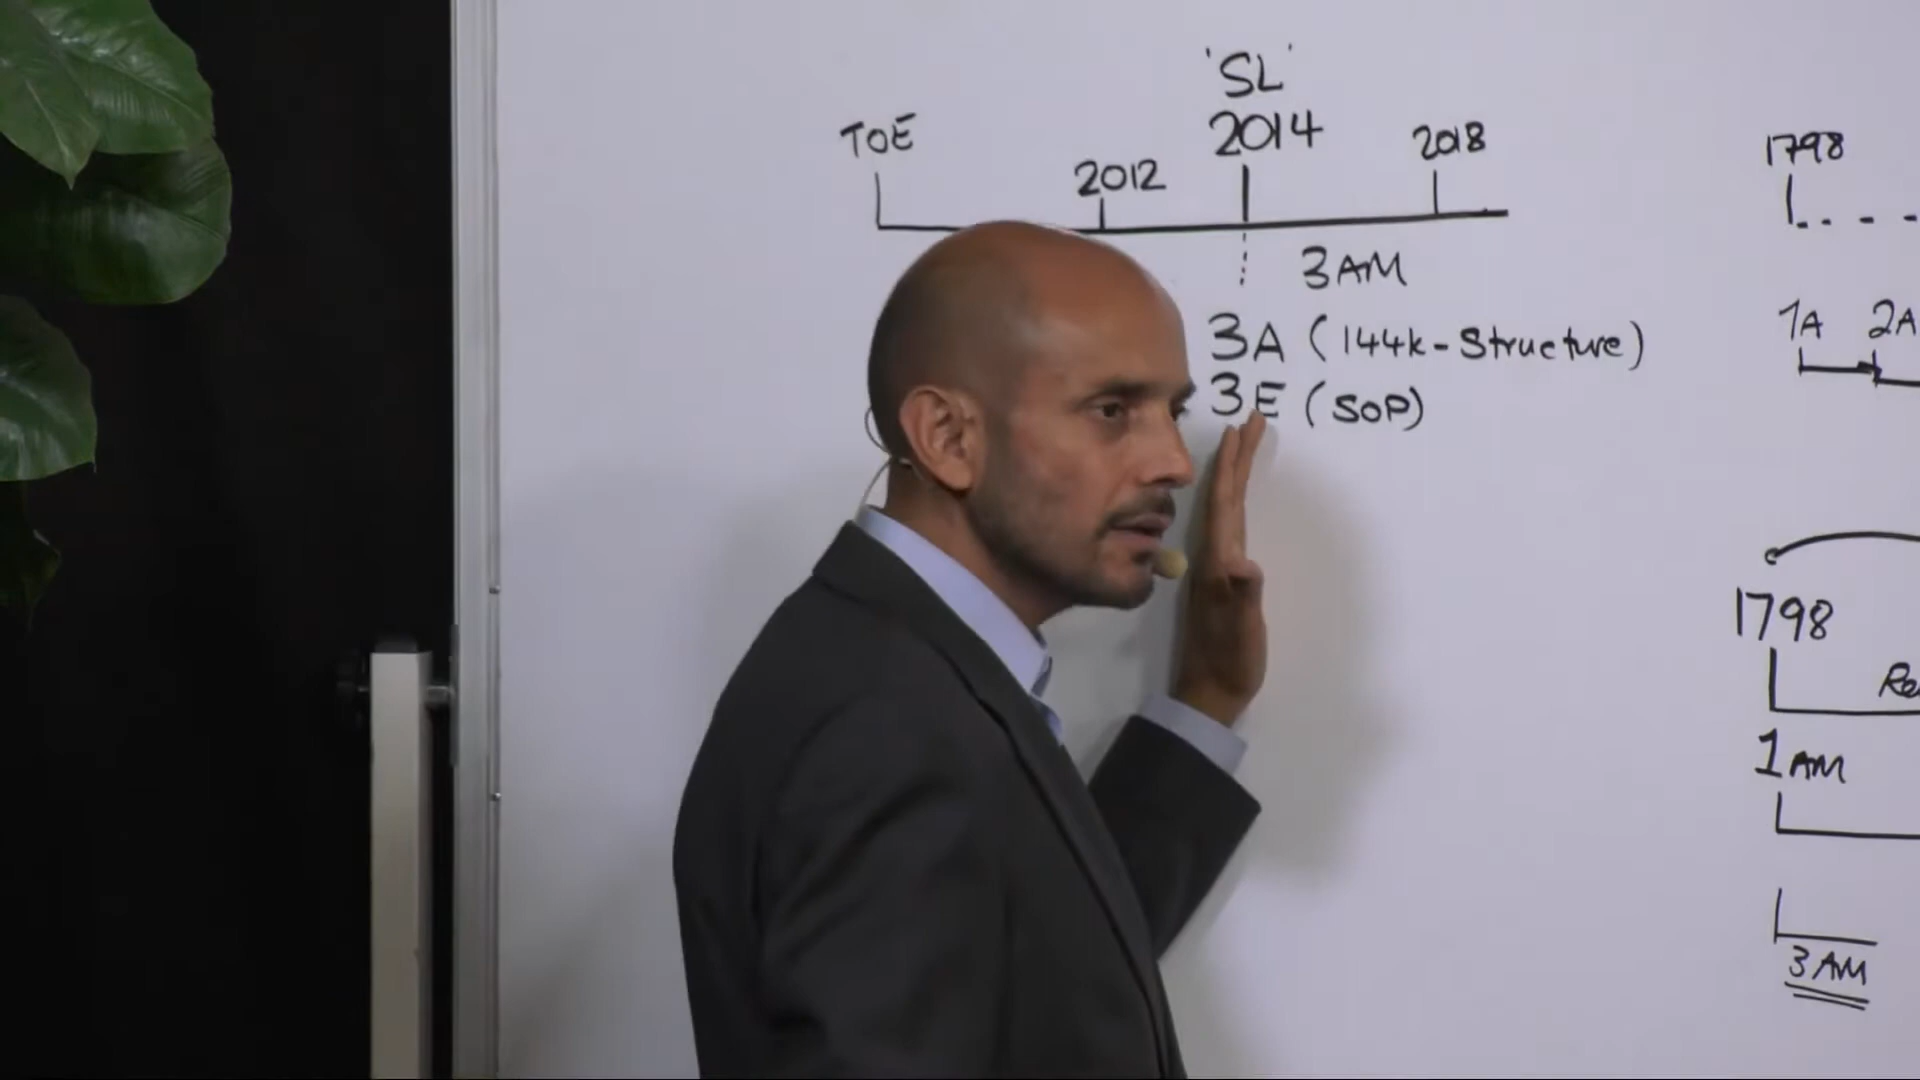 'SL'
TOE 2012 2014 2018
3AM
3A (144k-Structure)
3E (SOP)
1798
1A 2A
1798
1AM
3AM